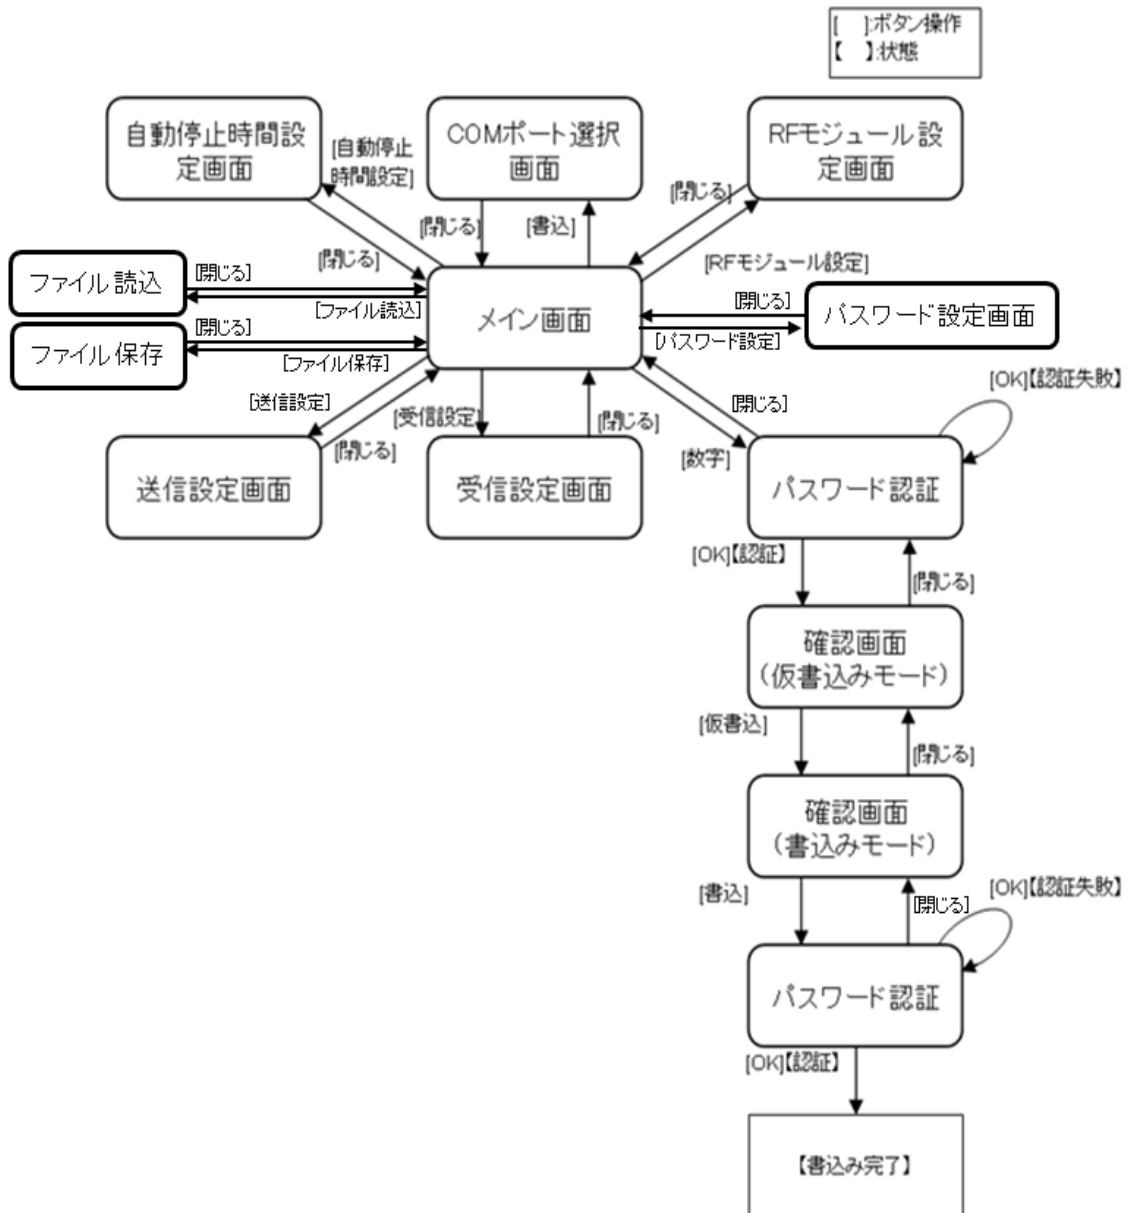 [　]:ボタン操作
【　】:状態
自動停止時間設
定画面
[自動停止
時間設定]
COMポート選択
画面
RFモジュール設
定画面
[閉じる]
[閉じる]
[書込]
[閉じる]
[RFモジュール設定]
ファイル読込
[閉じる]
[ファイル読込]
メイン画面
[閉じる]
パスワード設定画面
[パスワード設定]
ファイル保存
[閉じる]
[ファイル保存]
[送信設定]
[閉じる]
[受信設定]
[閉じる]
[閉じる]
[数字]
[OK]【認証失敗】
送信設定画面
受信設定画面
パスワード認証
[OK]【認証】
[閉じる]
確認画面
(仮書込みモード)
[仮書込]
[閉じる]
確認画面
(書込みモード)
[書込]
[閉じる]
[OK]【認証失敗】
パスワード認証
[OK]【認証】
【書込み完了】